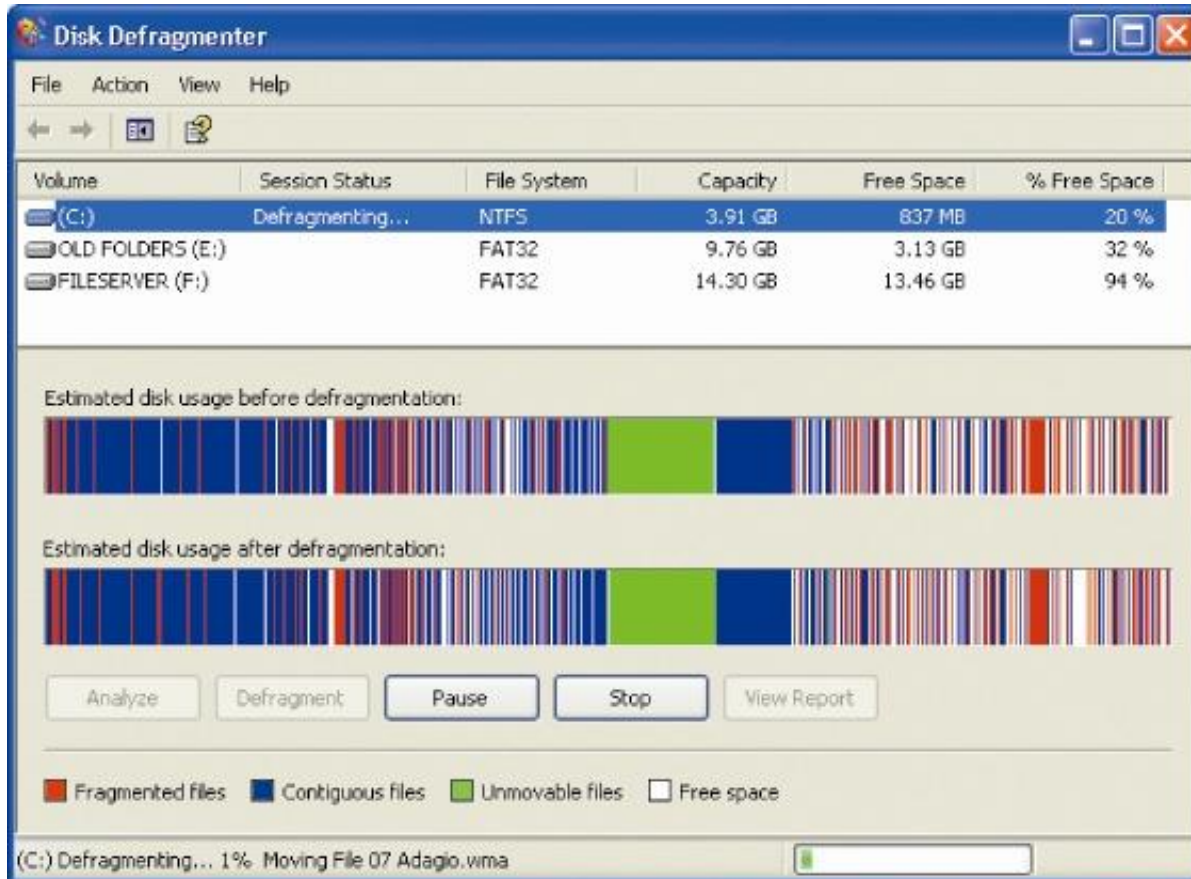 Disk Defragmenter
File Action View Help
Volume Session Status File System Capacity Free Space % Free Space
(C:) Defragmenting... NTFS 3.91 GB 837 MB 20 %
OLD FOLDERS (E:) FAT32 9.76 GB 3.13 GB 32 %
FILESERVER (F:) FAT32 14.30 GB 13.46 GB 94 %
Estimated disk usage before defragmentation:
Estimated disk usage after defragmentation:
Analyze Defragment Pause Stop View Report
Fragmented files Contiguous files Unmovable files Free space
(C:) Defragmenting... 1% Moving File 07 Adagio.wma